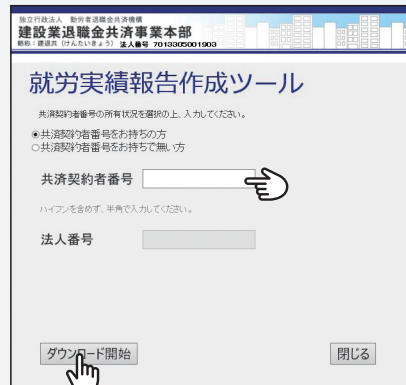 独立行政法人 勤労者退職金共済機構
建設業退職金共済事業本部
略称：建退共（けんたいきょう） 法人番号 7013305001903
就労実績報告作成ツール
共済契約者番号の所有状況を選択の上、入力してください。
共済契約者番号をお持ちの方
共済契約者番号をお持ちで無い方
共済契約者番号
ハイフンを含めず、半角で入力してください。
法人番号
ダウンロード開始
閉じる